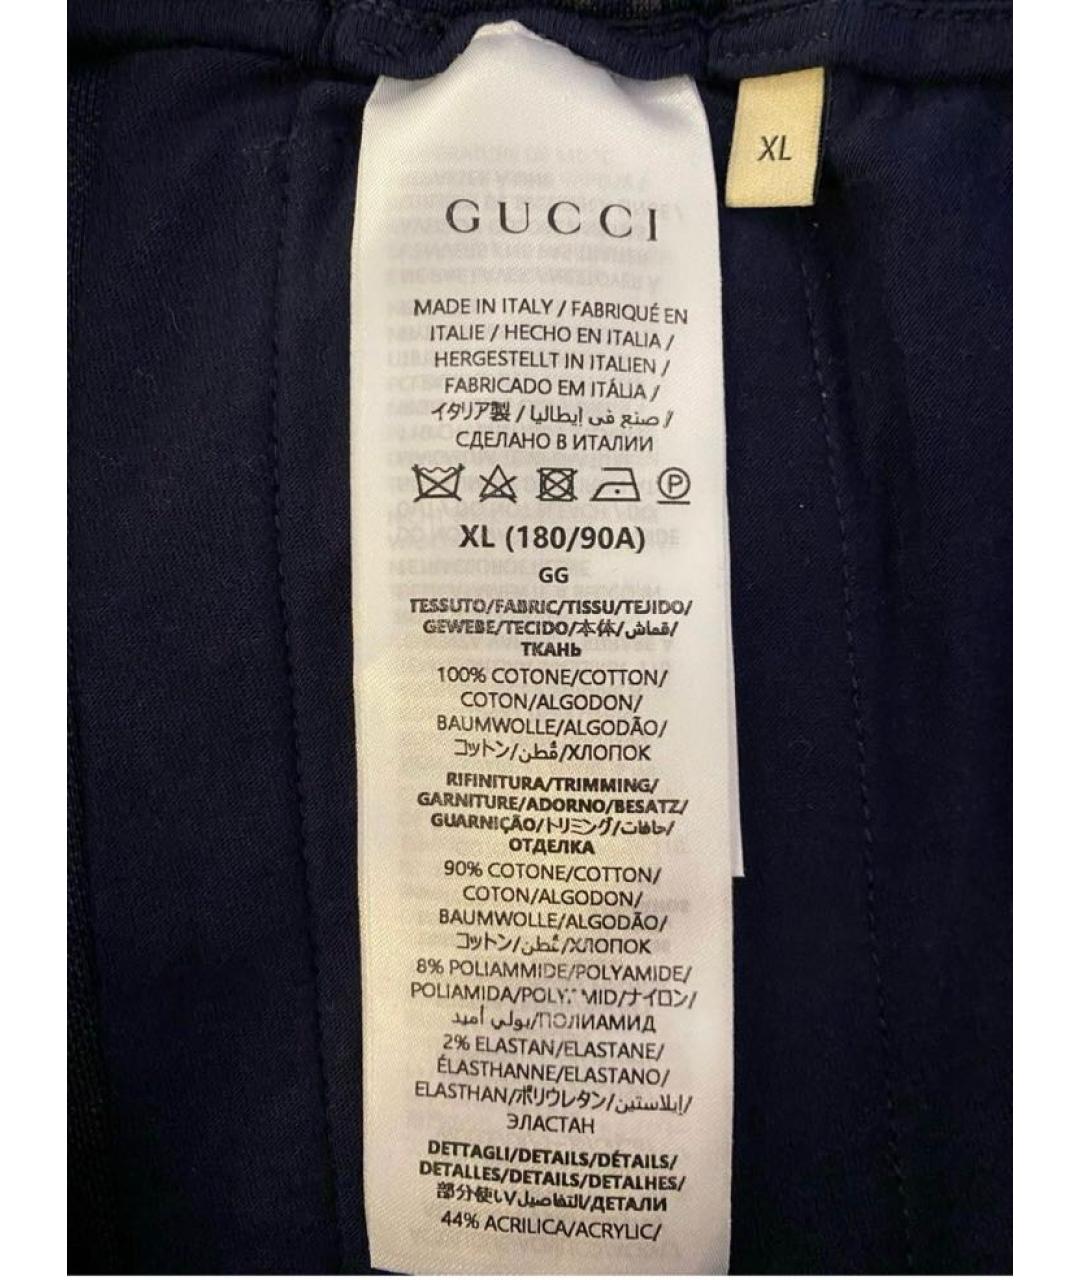 XL
GUCCI
MADE IN ITALY / FABRIQUÉ EN
ITALIE / HECHO EN ITALIA /
HERGESTELLT IN ITALIEN /
FABRICADO EM ITÁLIA /
イタリア製 / صنع في إيطاليا /
СДЕЛАНО В ИТАЛИИ
P
XL (180/90A)
GG
TESSUTO/FABRIC/TISSU/TEJIDO/
GEWEBE/TECIDO/本体/قماش/
ТКАНЬ
100% COTONE/COTTON/
COTON/ALGODON/
BAUMWOLLE/ALGODÃO/
コットン/قُطن/ХЛОПОК
RIFINITURA/TRIMMING/
GARNITURE/ADORNO/BESATZ/
GUARNIÇÃO/トリミング/حافات/
ОТДЕЛКА
90% COTONE/COTTON/
COTON/ALGODON/
BAUMWOLLE/ALGODÃO/
コットン/قُطن/ХЛОПОК
8% POLIAMMIDE/POLYAMIDE/
POLIAMIDA/POLYAMID/ナイロン/
بولي أميد/ПОЛИАМИД
2% ELASTAN/ELASTANE/
ÉLASTHANNE/ELASTANO/
ELASTHAN/ポリウレタン/إيلاستين/
ЭЛАСТАН
DETTAGLI/DETAILS/DÉTAILS/
DETALLES/DETAILS/DETALHES/
部分使い/التفاصيل/ДЕТАЛИ
44% ACRILICA/ACRYLIC/